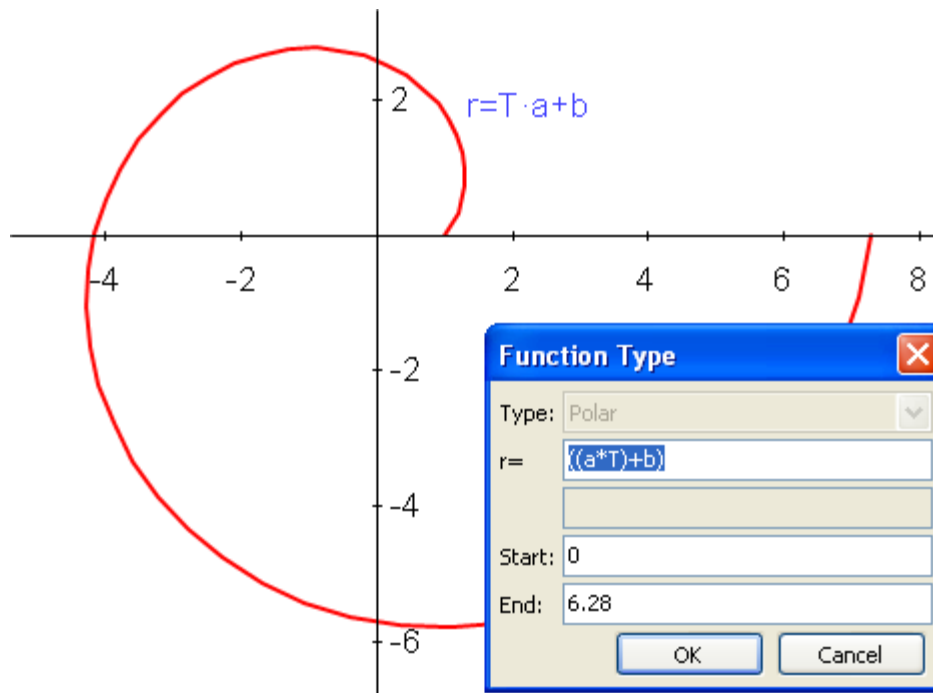 2
r=T·a+b
-4 -2 2 4 6 8
-2
-4
-6
Function Type
Type: Polar
r= ((a*T)+b)
Start: 0
End: 6.28
OK Cancel